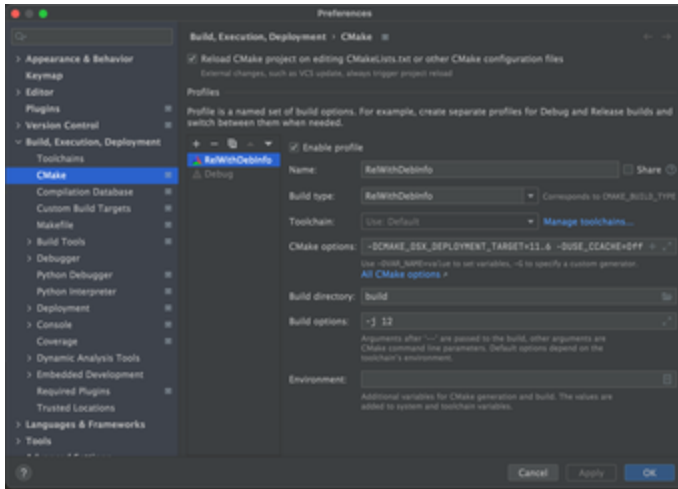 Preferences
Build, Execution, Deployment › CMake
Reload CMake project on editing CMakeLists.txt or other CMake configuration files
External changes, such as VCS update, always trigger project reload
Profiles
Profile is a named set of build options. For example, create separate profiles for Debug and Release builds and
switch between them when needed.
Appearance & Behavior
Keymap
Editor
Plugins
Version Control
Build, Execution, Deployment
Toolchains
CMake
Compilation Database
Custom Build Targets
Makefile
Build Tools
Debugger
Python Debugger
Python Interpreter
Deployment
Console
Coverage
Dynamic Analysis Tools
Embedded Development
Required Plugins
Trusted Locations
Languages & Frameworks
Tools
RelWithDebInfo
Debug
Enable profile
Name: RelWithDebInfo Share
Build type: RelWithDebInfo Corresponds to CMAKE_BUILD_TYPE
Toolchain: Use: Default Manage toolchains...
CMake options: -DCMAKE_OSX_DEPLOYMENT_TARGET=11.6 -DUSE_CCACHE=Off
Use -DVAR_NAME=value to set variables, -G to specify a custom generator.
All CMake options
Build directory: build
Build options: -j 12
Arguments after '--' are passed to the build, other arguments are
CMake command line parameters. Default options depend on the
toolchain's environment.
Environment:
Additional variables for CMake generation and build. The values are
added to system and toolchain variables.
? Cancel Apply OK